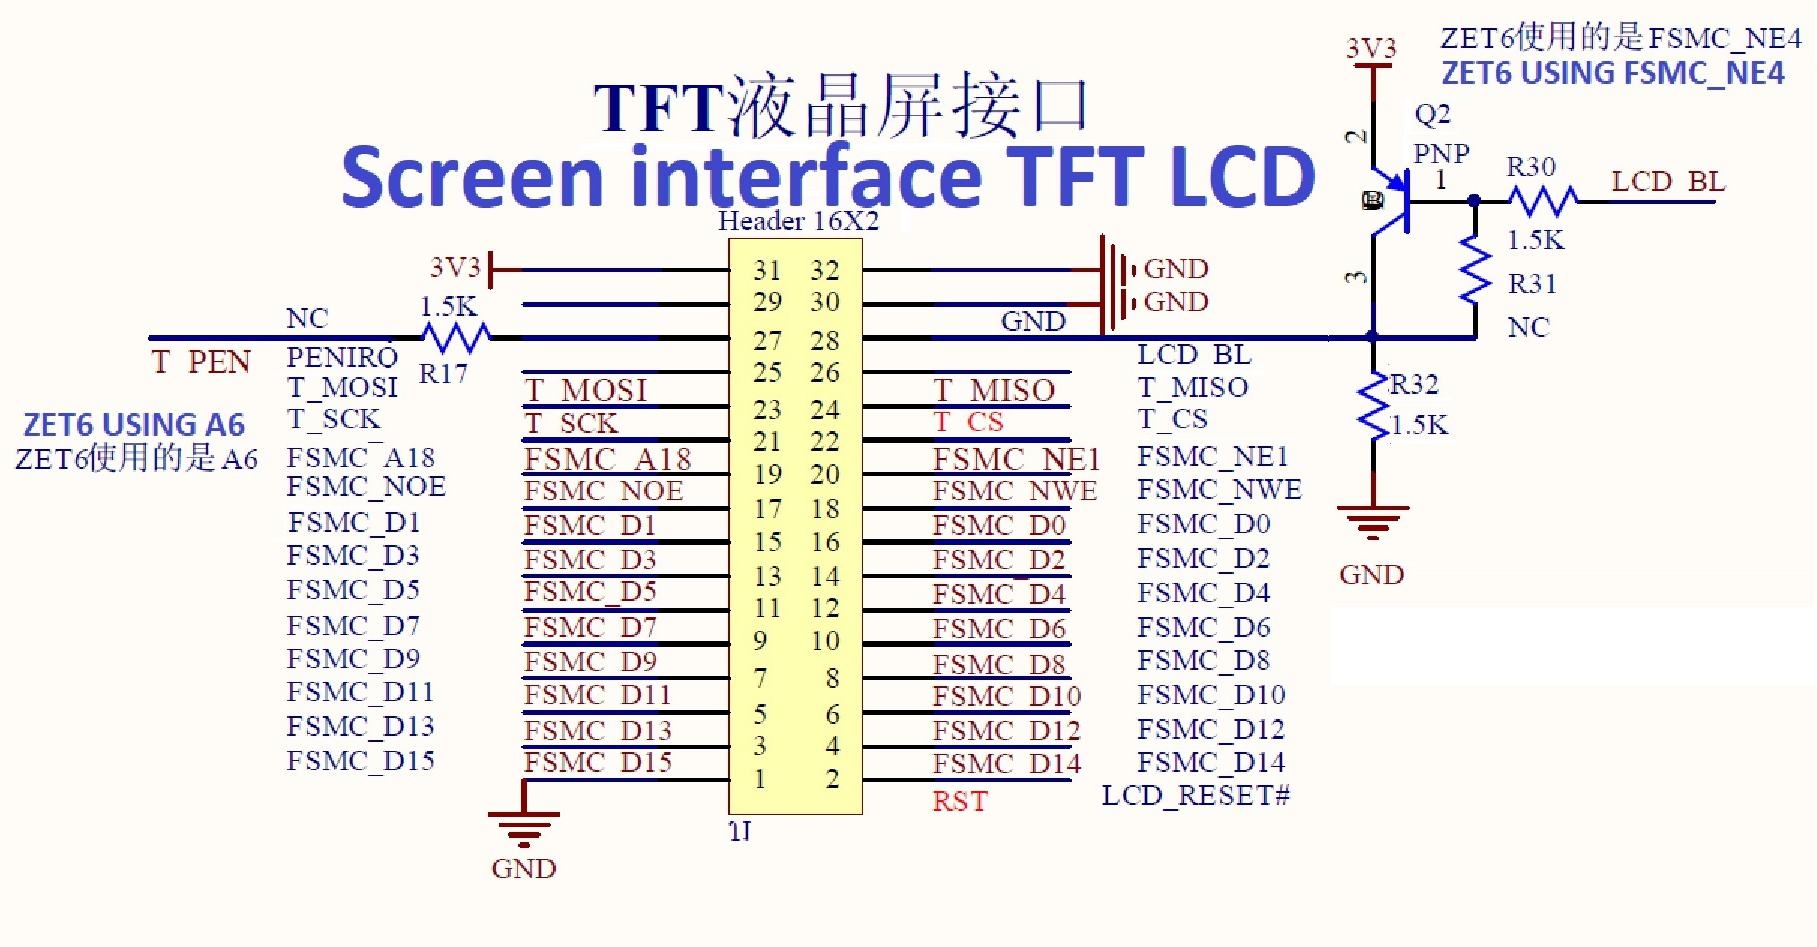 3V3
ZET6使用的是FSMC_NE4
ZET6 USING FSMC_NE4
TFT液晶屏接口
Screen interface TFT LCD
Header 16X2
Q2
PNP
2
1
3
R30
1.5K
LCD_BL
R31
NC
3V3
31 32
GND
29 30
GND
1.5K
NC
T_PEN
R17
GND
27 28
PENIRQ
LCD_BL
25 26
T_MOSI
T_MOSI
T_MISO
T_MISO
R32
1.5K
23 24
ZET6 USING A6
ZET6使用的是A6
T_SCK
T_SCK
T_CS
T_CS
21 22
FSMC_A18
FSMC_A18
FSMC_NE1
FSMC_NE1
19 20
FSMC_NOE
FSMC_NOE
FSMC_NWE
FSMC_NWE
17 18
FSMC_D1
FSMC_D1
FSMC_D0
FSMC_D0
15 16
FSMC_D3
FSMC_D3
FSMC_D2
FSMC_D2
GND
13 14
FSMC_D5
FSMC_D5
FSMC_D4
FSMC_D4
11 12
FSMC_D7
FSMC_D7
FSMC_D6
FSMC_D6
9 10
FSMC_D9
FSMC_D9
FSMC_D8
FSMC_D8
7 8
FSMC_D11
FSMC_D11
FSMC_D10
FSMC_D10
5 6
FSMC_D13
FSMC_D13
FSMC_D12
FSMC_D12
3 4
FSMC_D15
FSMC_D15
FSMC_D14
FSMC_D14
1 2
RST
LCD_RESET#
GND